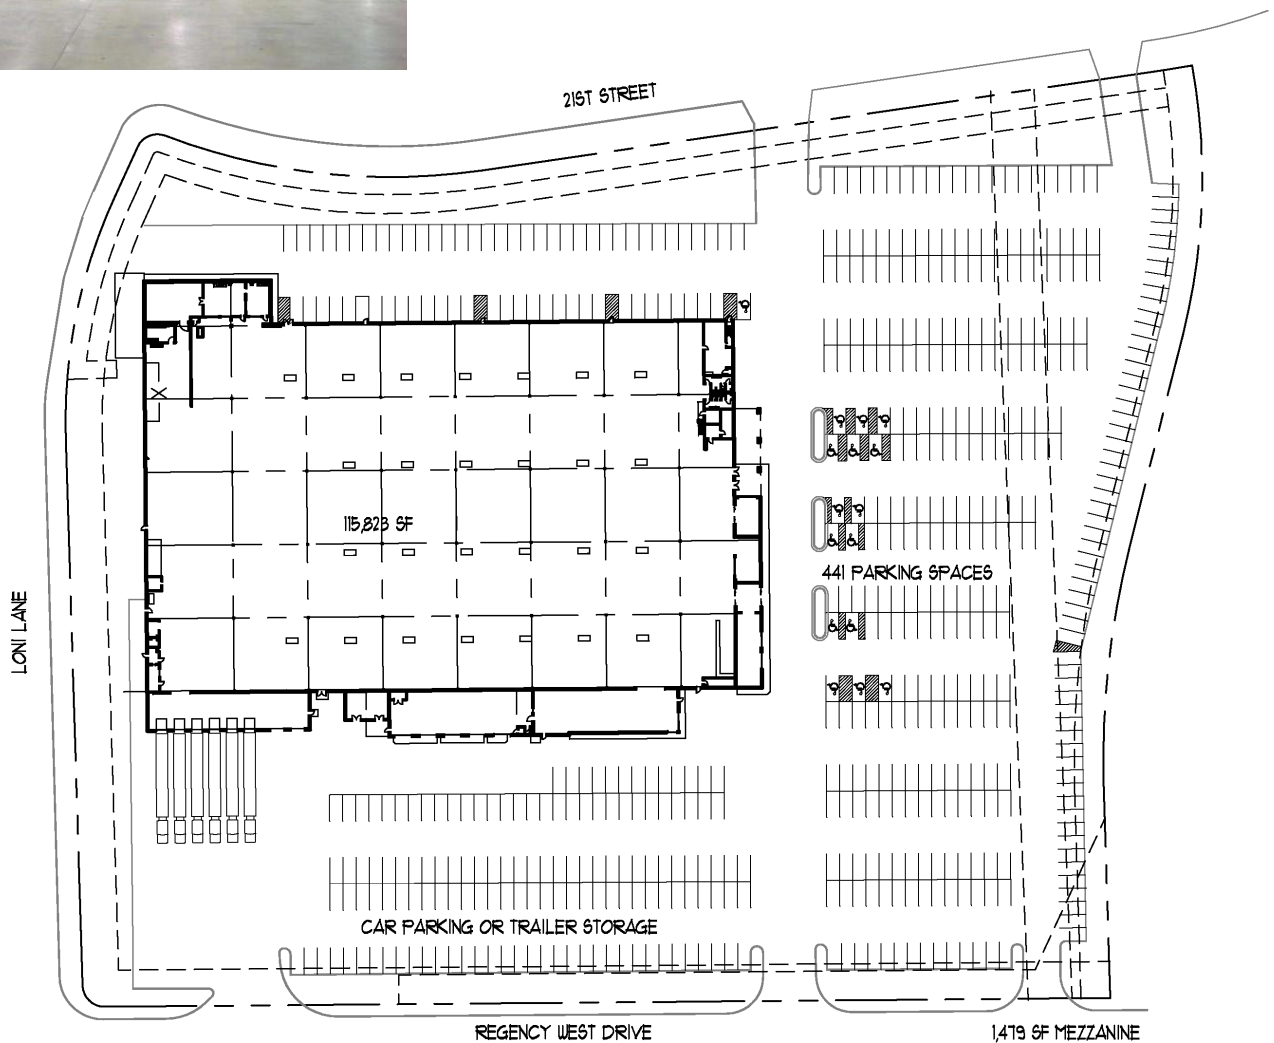 21ST STREET
115,823 SF
441 PARKING SPACES
LONI LANE
CAR PARKING OR TRAILER STORAGE
REGENCY WEST DRIVE
1,479 SF MEZZANINE